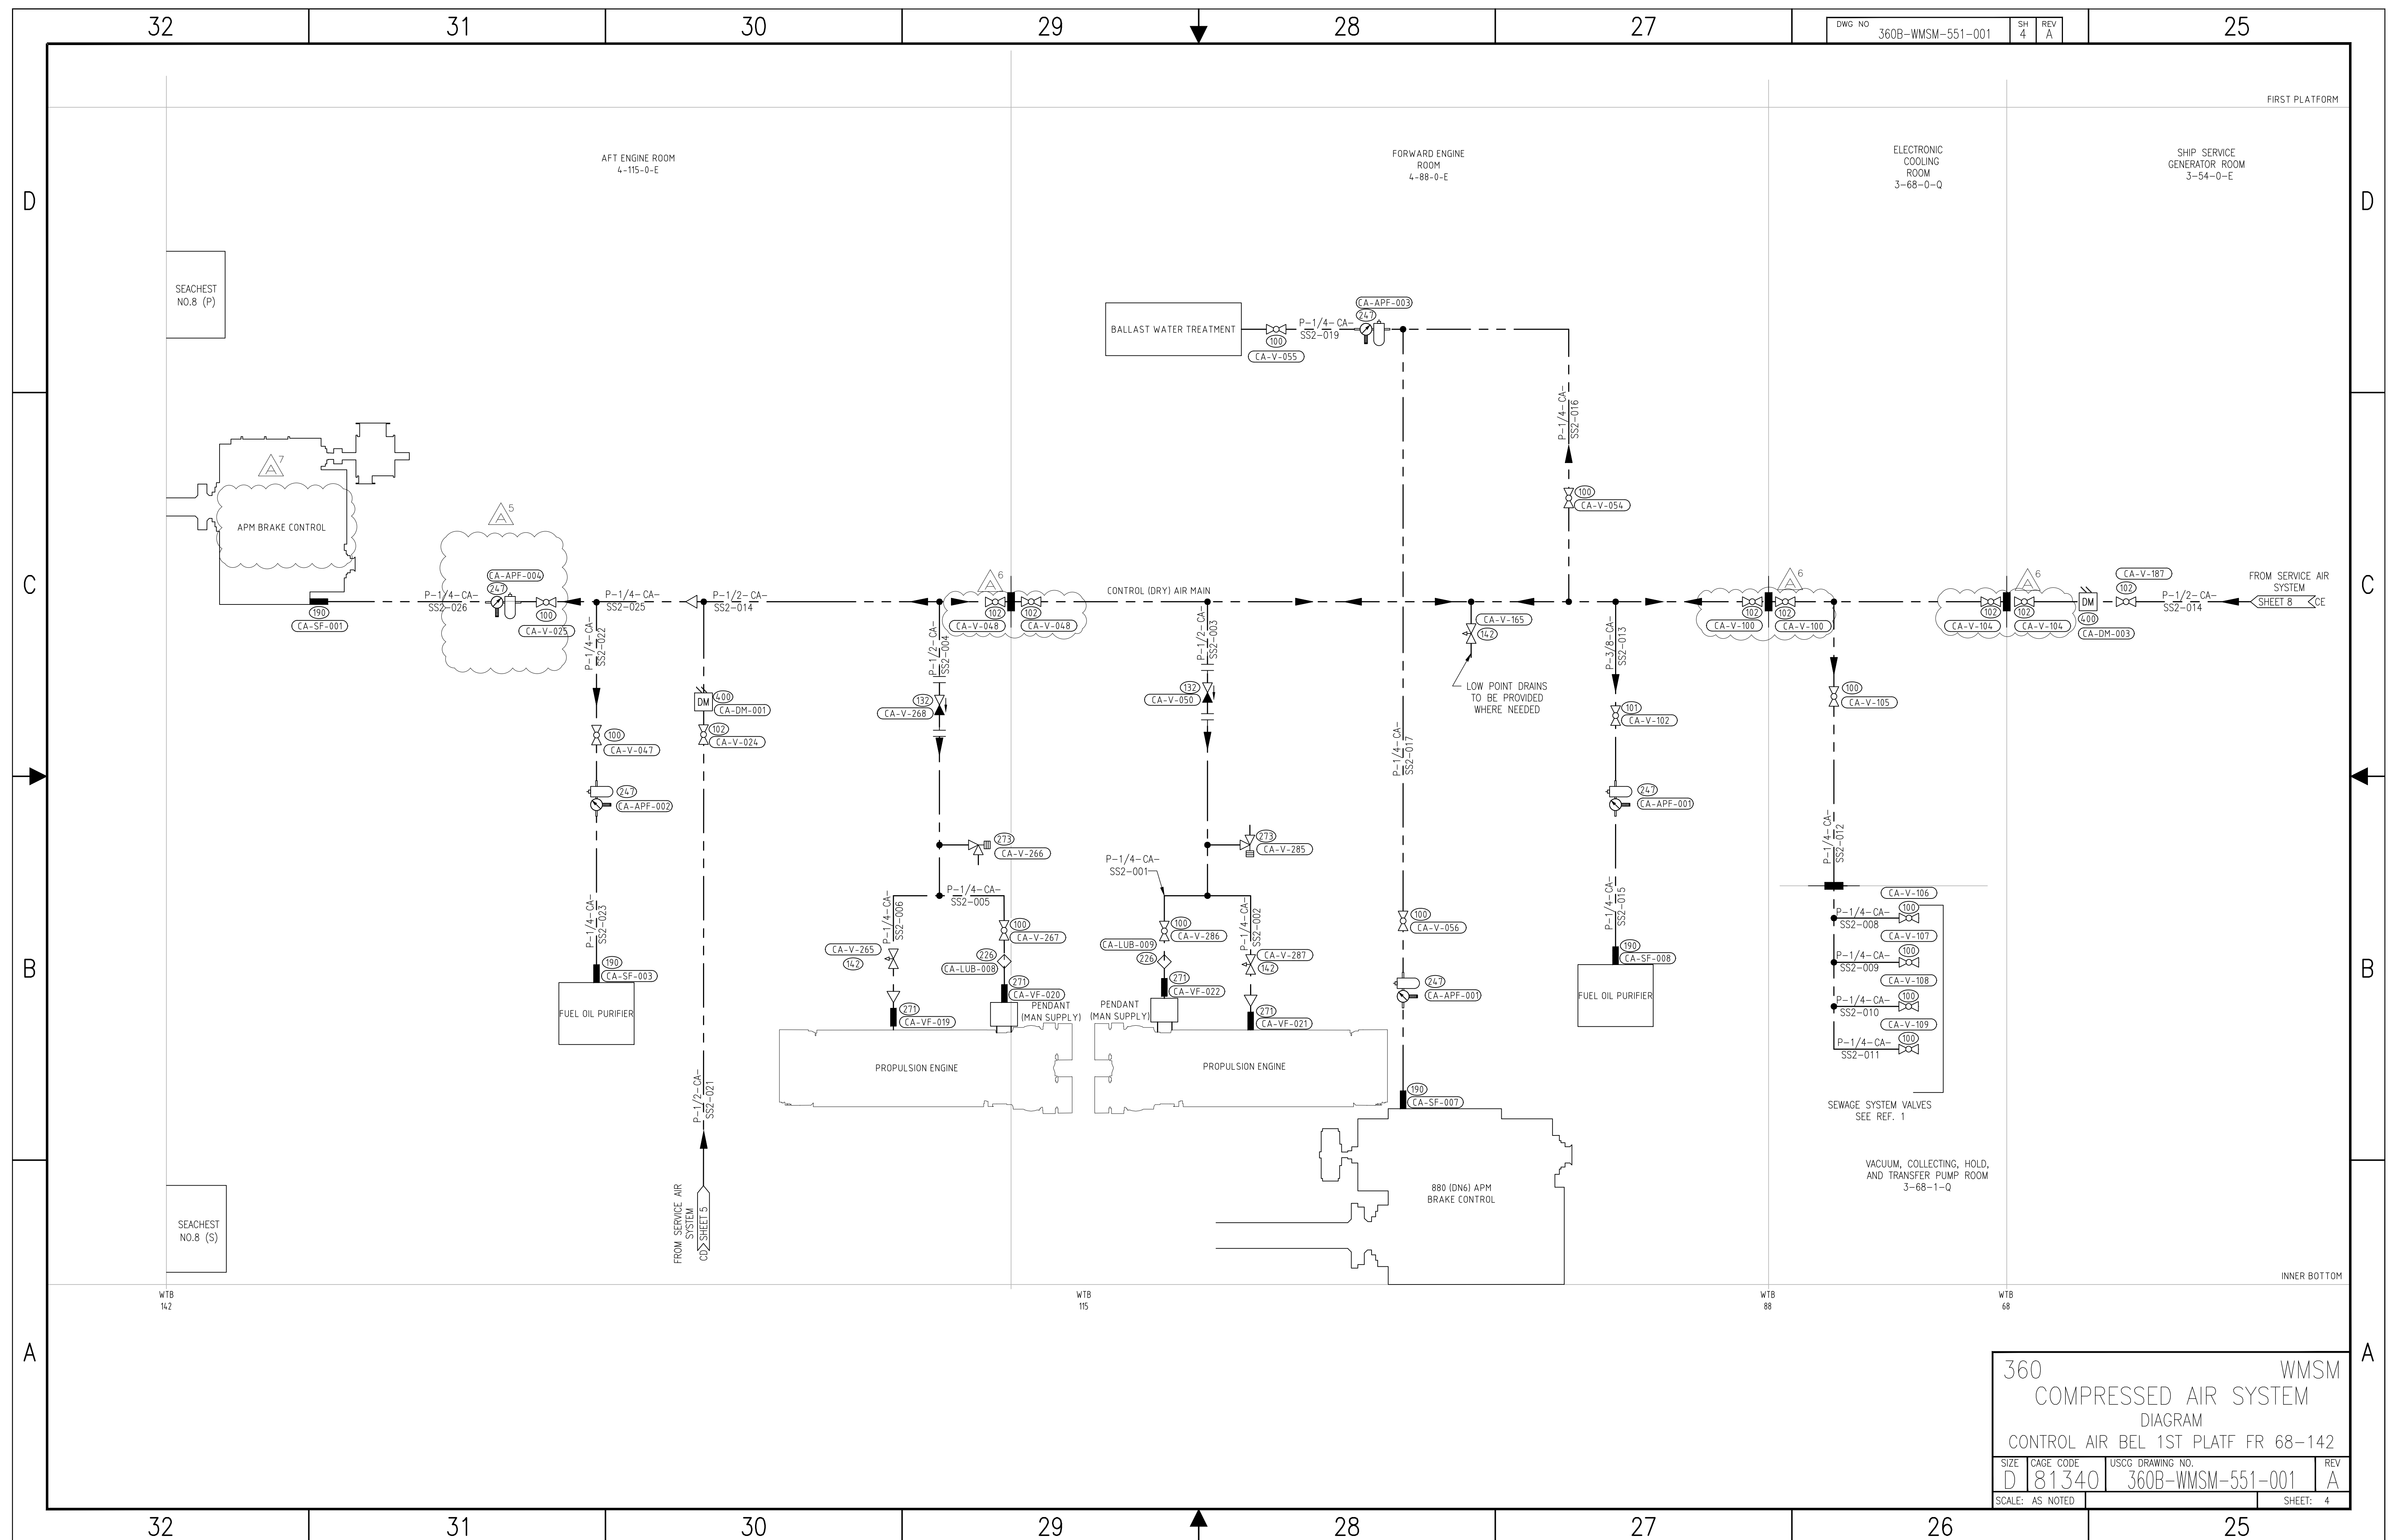 32
31
30
29
28
27
25
DWG NO
360B-WMSM-551-001
SH
4
REV
A
FIRST PLATFORM
AFT ENGINE ROOM
4-115-0-E
FORWARD ENGINE
ROOM
4-88-0-E
ELECTRONIC
COOLING
ROOM
3-68-0-Q
SHIP SERVICE
GENERATOR ROOM
3-54-0-E
D
D
SEACHEST
NO.8 (P)
BALLAST WATER TREATMENT
100
CA-V-055
P-1/4-CA-
SS2-019
CA-APF-003
247
P-1/4-CA-
SS2-016
100
CA-V-054
A
7
APM BRAKE CONTROL
A
5
C
C
190
CA-SF-001
P-1/4-CA-
SS2-026
CA-APF-004
247
100
CA-V-025
P-1/4-CA-
SS2-025
P-1/2-CA-
SS2-014
A
6
102
CA-V-048
102
CA-V-048
CONTROL (DRY) AIR MAIN
A
6
102
CA-V-100
102
CA-V-100
A
6
102
CA-V-104
102
CA-V-104
DM
400
CA-DM-003
CA-V-187
102
P-1/2-CA-
SS2-014
FROM SERVICE AIR
SYSTEM
SHEET 8
CE
P-1/4-CA-
SS2-022
P-1/2-CA-
SS2-004
P-1/2-CA-
SS2-003
CA-V-165
142
LOW POINT DRAINS
TO BE PROVIDED
WHERE NEEDED
P-3/8-CA-
SS2-013
DM
400
CA-DM-001
102
CA-V-024
132
CA-V-268
132
CA-V-050
101
CA-V-102
100
CA-V-105
100
CA-V-047
P-1/4-CA-
SS2-017
247
CA-APF-002
247
CA-APF-001
273
CA-V-266
273
CA-V-285
P-1/4-CA-
SS2-012
P-1/4-CA-
SS2-001
P-1/4-CA-
SS2-005
P-1/4-CA-
SS2-023
P-1/4-CA-
SS2-006
P-1/4-CA-
SS2-002
P-1/4-CA-
SS2-015
CA-V-106
100
P-1/4-CA-
SS2-008
CA-V-107
100
P-1/4-CA-
SS2-009
CA-V-108
100
P-1/4-CA-
SS2-010
CA-V-109
100
P-1/4-CA-
SS2-011
SEWAGE SYSTEM VALVES
SEE REF. 1
B
B
190
CA-SF-003
FUEL OIL PURIFIER
CA-V-265
142
100
CA-V-267
226
CA-LUB-008
271
CA-VF-020
271
CA-VF-019
PENDANT
(MAN SUPPLY)
100
CA-V-286
CA-LUB-009
226
271
CA-VF-022
PENDANT
(MAN SUPPLY)
CA-V-287
142
271
CA-VF-021
100
CA-V-056
247
CA-APF-001
190
CA-SF-008
FUEL OIL PURIFIER
PROPULSION ENGINE
PROPULSION ENGINE
190
CA-SF-007
880 (DN6) APM
BRAKE CONTROL
P-1/2-CA-
SS2-021
FROM SERVICE AIR
SYSTEM
CD
SHEET 5
VACUUM, COLLECTING, HOLD,
AND TRANSFER PUMP ROOM
3-68-1-Q
SEACHEST
NO.8 (S)
INNER BOTTOM
WTB
142
WTB
115
WTB
88
WTB
68
A
A
360
WMSM
COMPRESSED AIR SYSTEM
DIAGRAM
CONTROL AIR BEL 1ST PLATF FR 68-142
SIZE
D
CAGE CODE
81340
USCG DRAWING NO.
360B-WMSM-551-001
REV
A
SCALE: AS NOTED
SHEET: 4
32
31
30
29
28
27
26
25